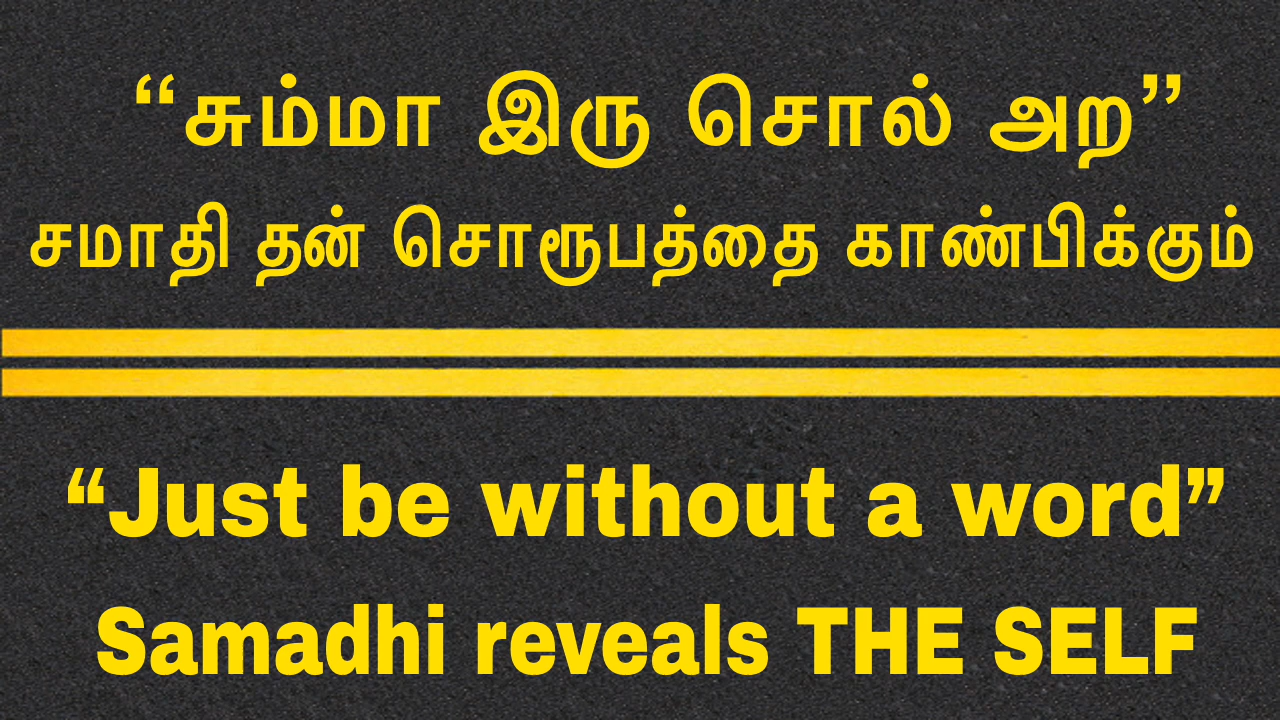 “சும்மா இரு சொல் அற”
சமாதி தன் சொரூபத்தை காண்பிக்கும்
“Just be without a word”
Samadhi reveals THE SELF